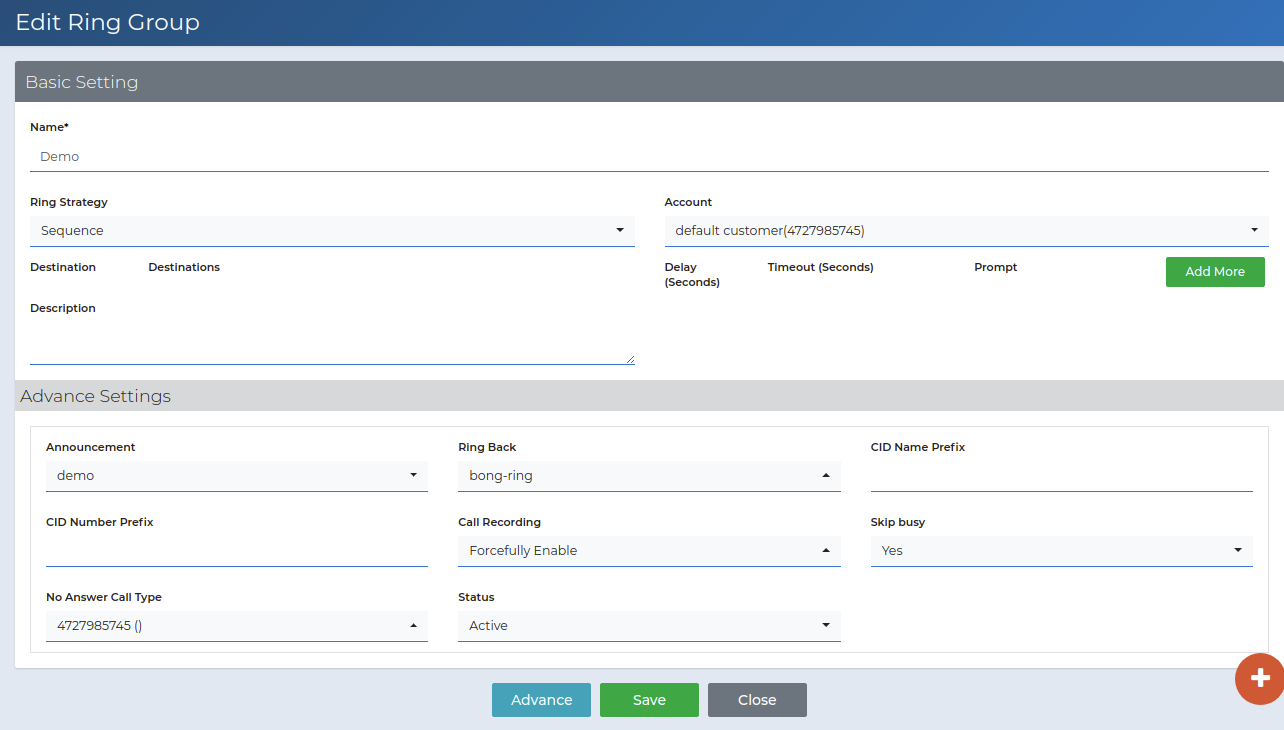 Edit Ring Group
Basic Setting
Name*
Demo
Ring Strategy
Account
Sequence
default customer(4727985745)
Destination
Destinations
Delay
(Seconds)
Timeout (Seconds)
Prompt
Add More
Description
Advance Settings
Announcement
Ring Back
CID Name Prefix
demo
bong-ring
CID Number Prefix
Call Recording
Skip busy
Forcefully Enable
Yes
No Answer Call Type
Status
4727985745 ()
Active
Advance
Save
Close